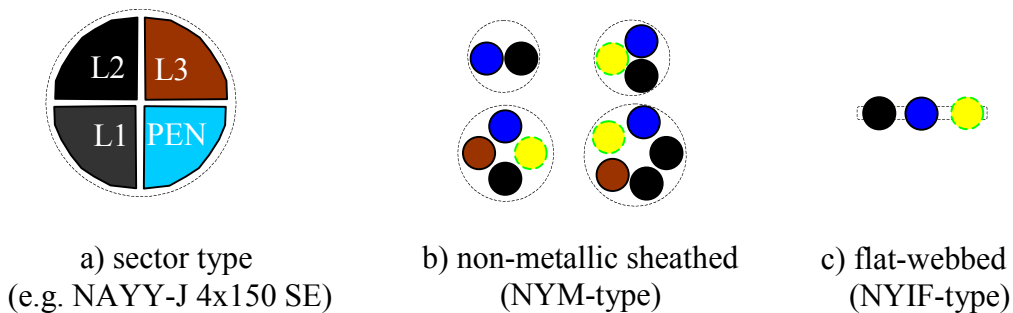 L2 L3
L1 PEN
a) sector type
(e.g. NAYY-J 4x150 SE)
b) non-metallic sheathed
(NYM-type)
c) flat-webbed
(NYIF-type)